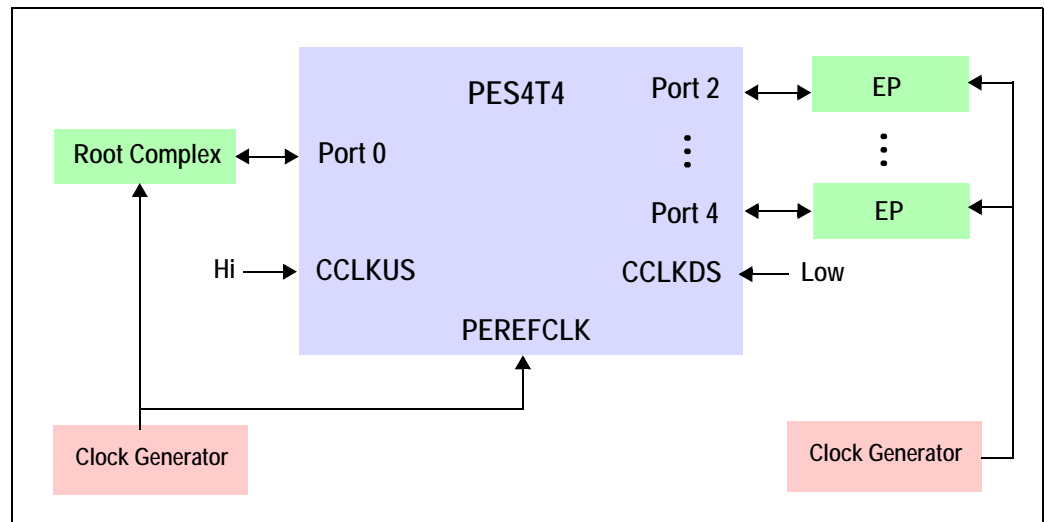 PES4T4
Port 2
EP
Root Complex
Port 0
Port 4
EP
Hi
CCLKUS
CCLKDS
Low
PEREFCLK
Clock Generator
Clock Generator